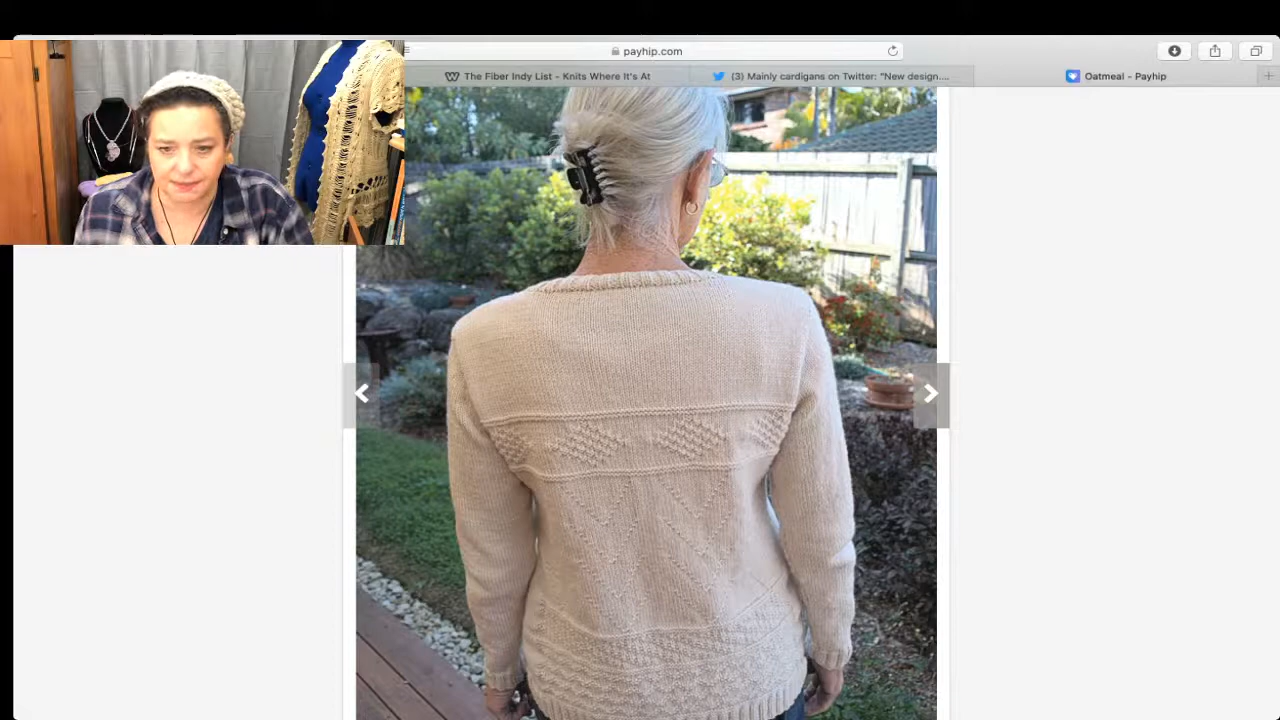 payhip.com
The Fiber Indy List - Knits Where It's At
(3) Mainly cardigans on Twitter: "New design....
Oatmeal - Payhip